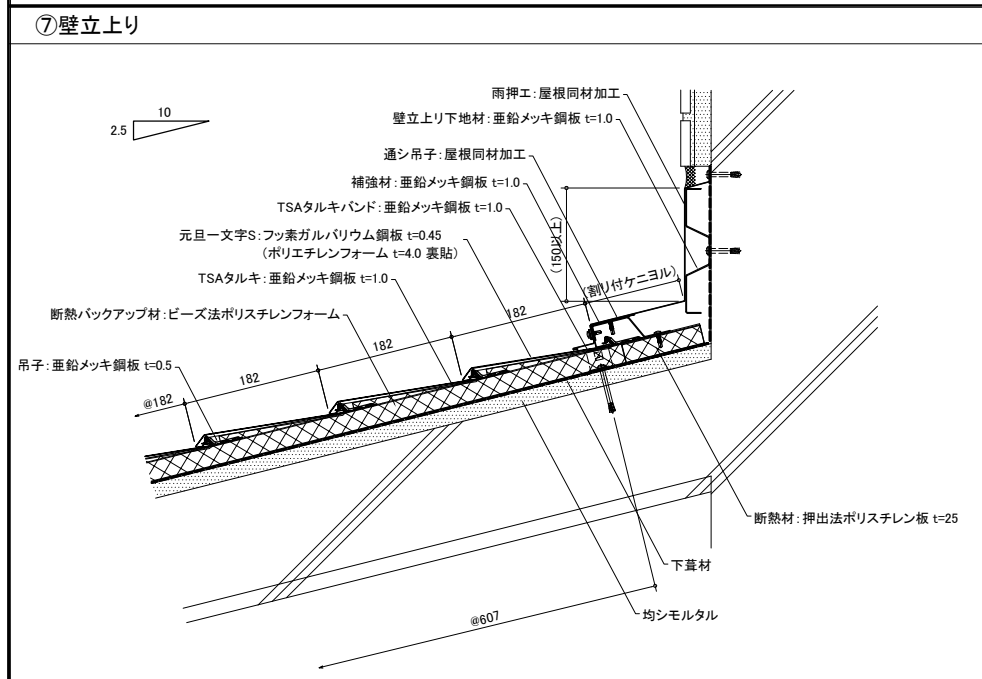 ⑦壁立上り
10
2.5
雨押エ：屋根同材加工
壁立上り下地材：亜鉛メッキ鋼板 t=1.0
通シ吊子：屋根同材加工
補強材：亜鉛メッキ鋼板 t=1.0
TSAタルキバンド：亜鉛メッキ鋼板 t=1.0
元旦一文字S：フッ素ガルバリウム鋼板 t=0.45
（ポリエチレンフォーム t=4.0 裏貼）
TSAタルキ：亜鉛メッキ鋼板 t=1.0
断熱バックアップ材：ビーズ法ポリスチレンフォーム
吊子：亜鉛メッキ鋼板 t=0.5
(150以上)
(割り付ケニヨル)
182
182
182
@182
断熱材：押出法ポリスチレン板 t=25
下葺材
均シモルタル
@607